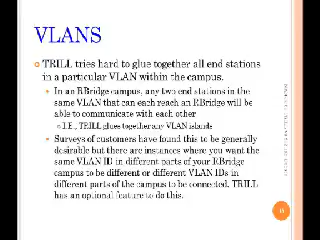 VLANS
TRILL tries hard to glue together all end stations
in a particular VLAN within the campus.
In an RBridge campus, any two end stations in the
same VLAN that can each reach an RBridge will be
able to communicate with each other
I.E., TRILL glues together any VLAN islands
Surveys of customers have found this to be generally
desirable but there are instances where you want the
same VLAN ID in different parts of your RBridge
campus to be different or different VLAN IDs in
different parts of the campus to be connected. TRILL
has an optional feature to do this.